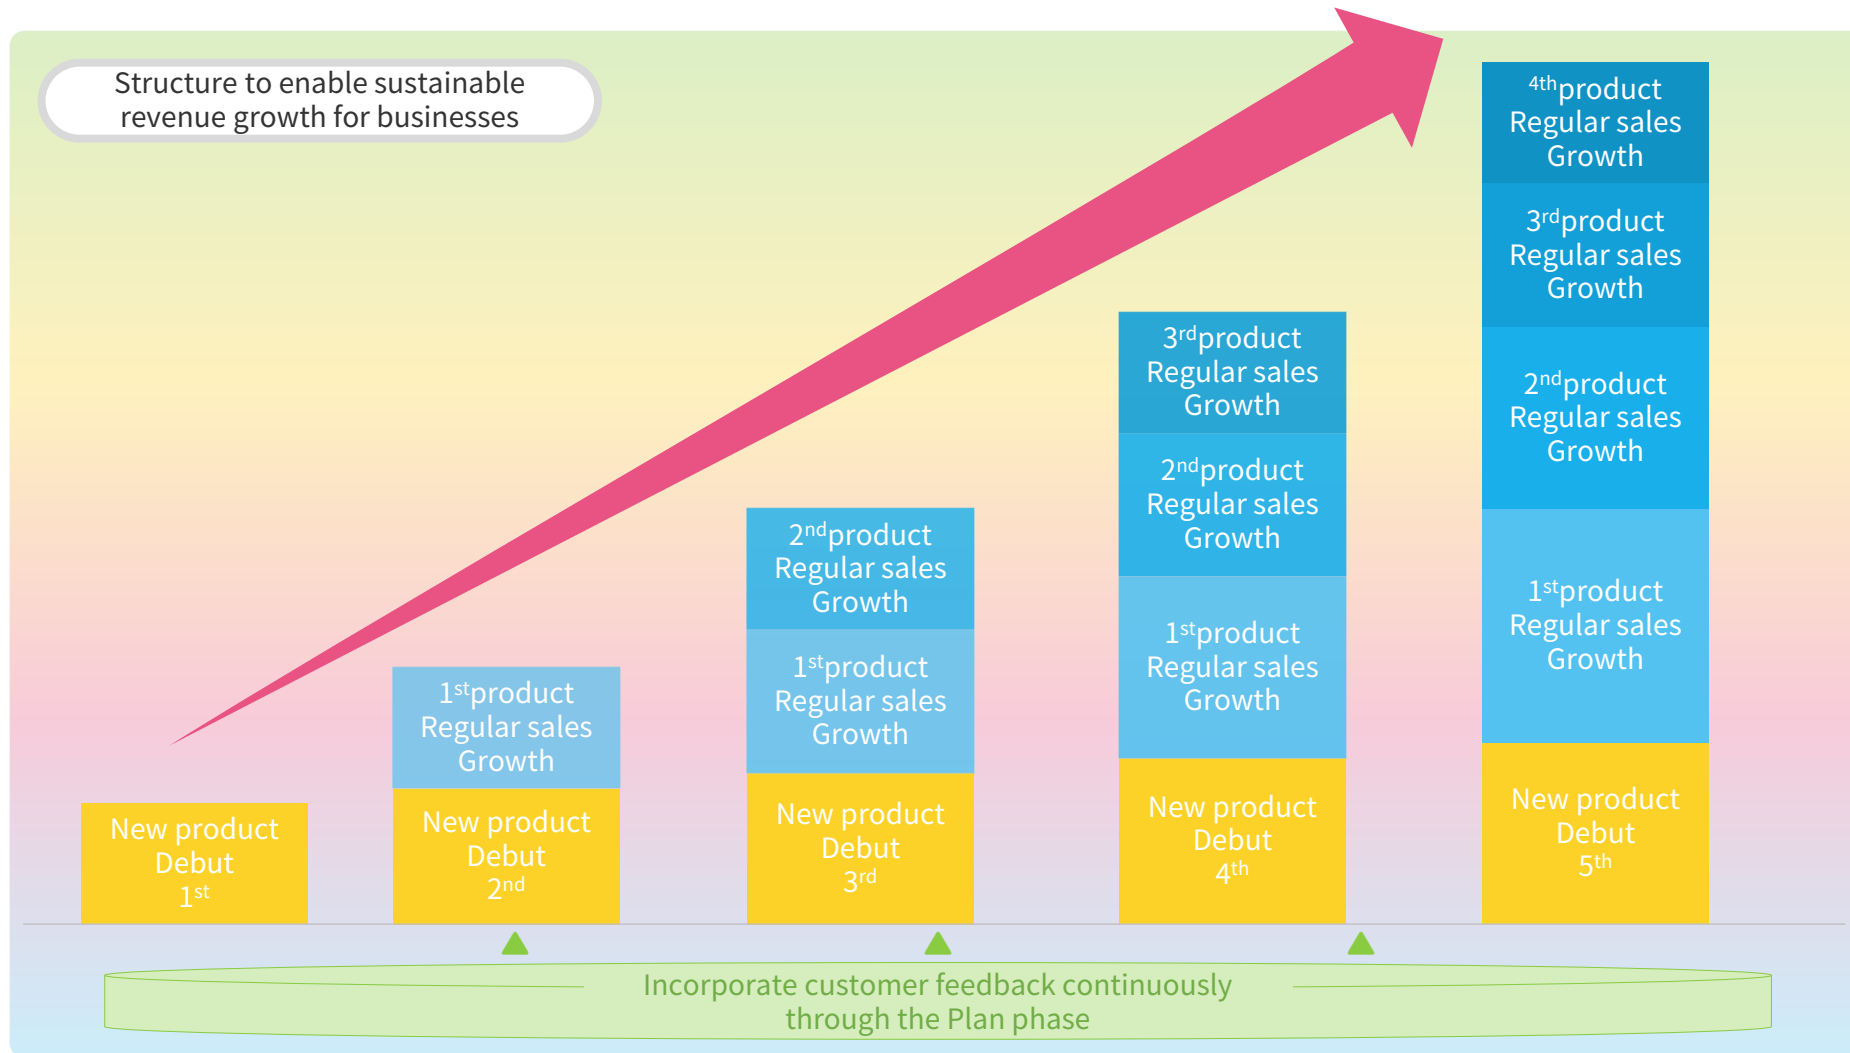 Structure to enable sustainable
revenue growth for businesses
New product
Debut
1st
1stproduct
Regular sales
Growth
New product
Debut
2nd
2ndproduct
Regular sales
Growth
1stproduct
Regular sales
Growth
New product
Debut
3rd
3rdproduct
Regular sales
Growth
2ndproduct
Regular sales
Growth
1stproduct
Regular sales
Growth
New product
Debut
4th
4thproduct
Regular sales
Growth
3rdproduct
Regular sales
Growth
2ndproduct
Regular sales
Growth
1stproduct
Regular sales
Growth
New product
Debut
5th
Incorporate customer feedback continuously
through the Plan phase